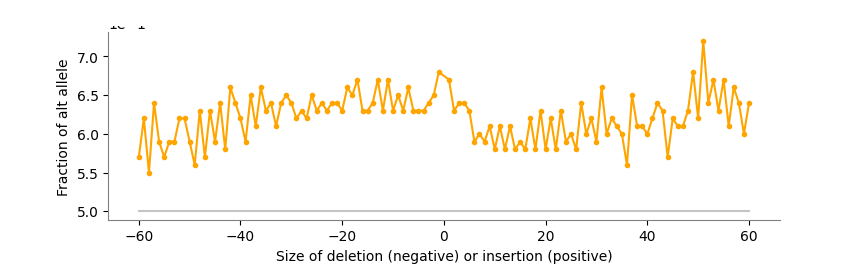 7.0
6.5
6.0
5.5
5.0
Fraction of alt allele
−60 −40 −20 0 20 40 60
Size of deletion (negative) or insertion (positive)